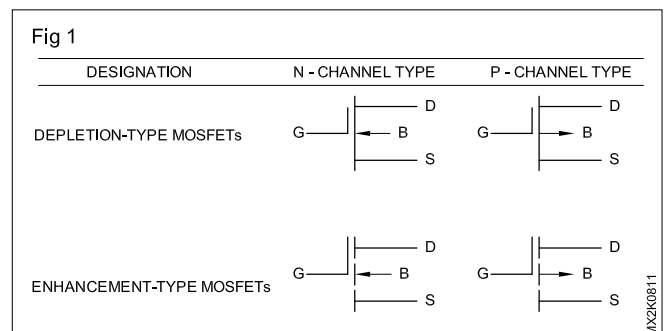 Fig 1
DESIGNATION N - CHANNEL TYPE P - CHANNEL TYPE
D D
DEPLETION-TYPE MOSFETs G B G B
S S
D D
ENHANCEMENT-TYPE MOSFETs G B G B
S S
MX2K0811